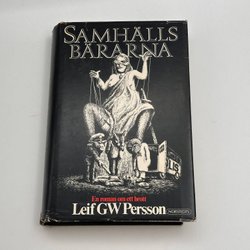 SAMHÄLLS
BÄRARNA
En roman om ett brott
Leif GW Persson
NORSTEDTS